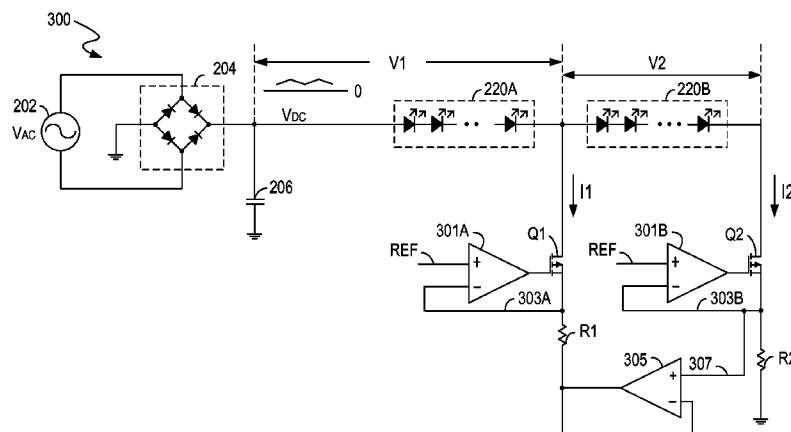 300
V1
V2
204
220A
220B
202
0
VAC
VDC
206
I1
I2
301A
Q1
301B
Q2
REF
+
−
REF
+
−
303A
303B
R1
305
307
R2
+
−